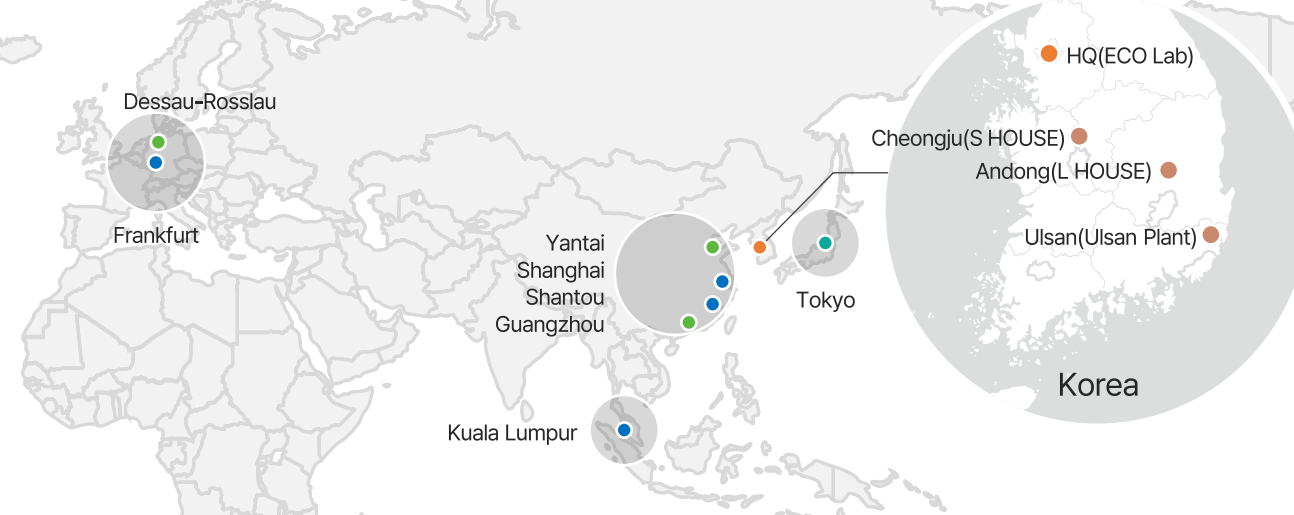 Dessau-Rosslau
Frankfurt
Yantai
Shanghai
Shantou
Guangzhou
Kuala Lumpur
Tokyo
HQ(ECO Lab)
Cheongju(S HOUSE)
Andong(L HOUSE)
Ulsan(Ulsan Plant)
Korea